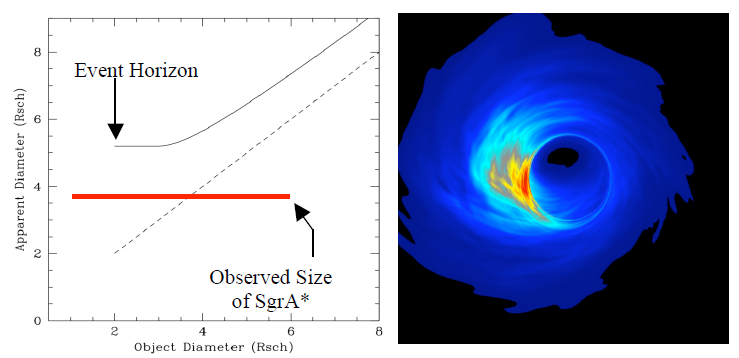 8
Event Horizon
6
4
2
0
Apparent Diameter (Rsch)
Observed Size
of SgrA*
2
4
6
8
Object Diameter (Rsch)